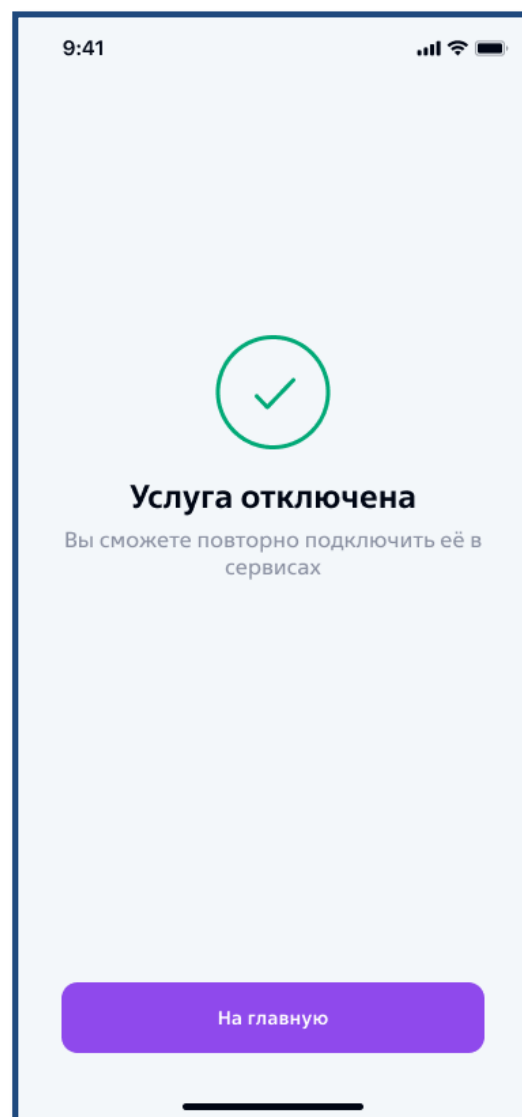 9:41
Услуга отключена
Вы сможете повторно подключить её в
сервисах
На главную